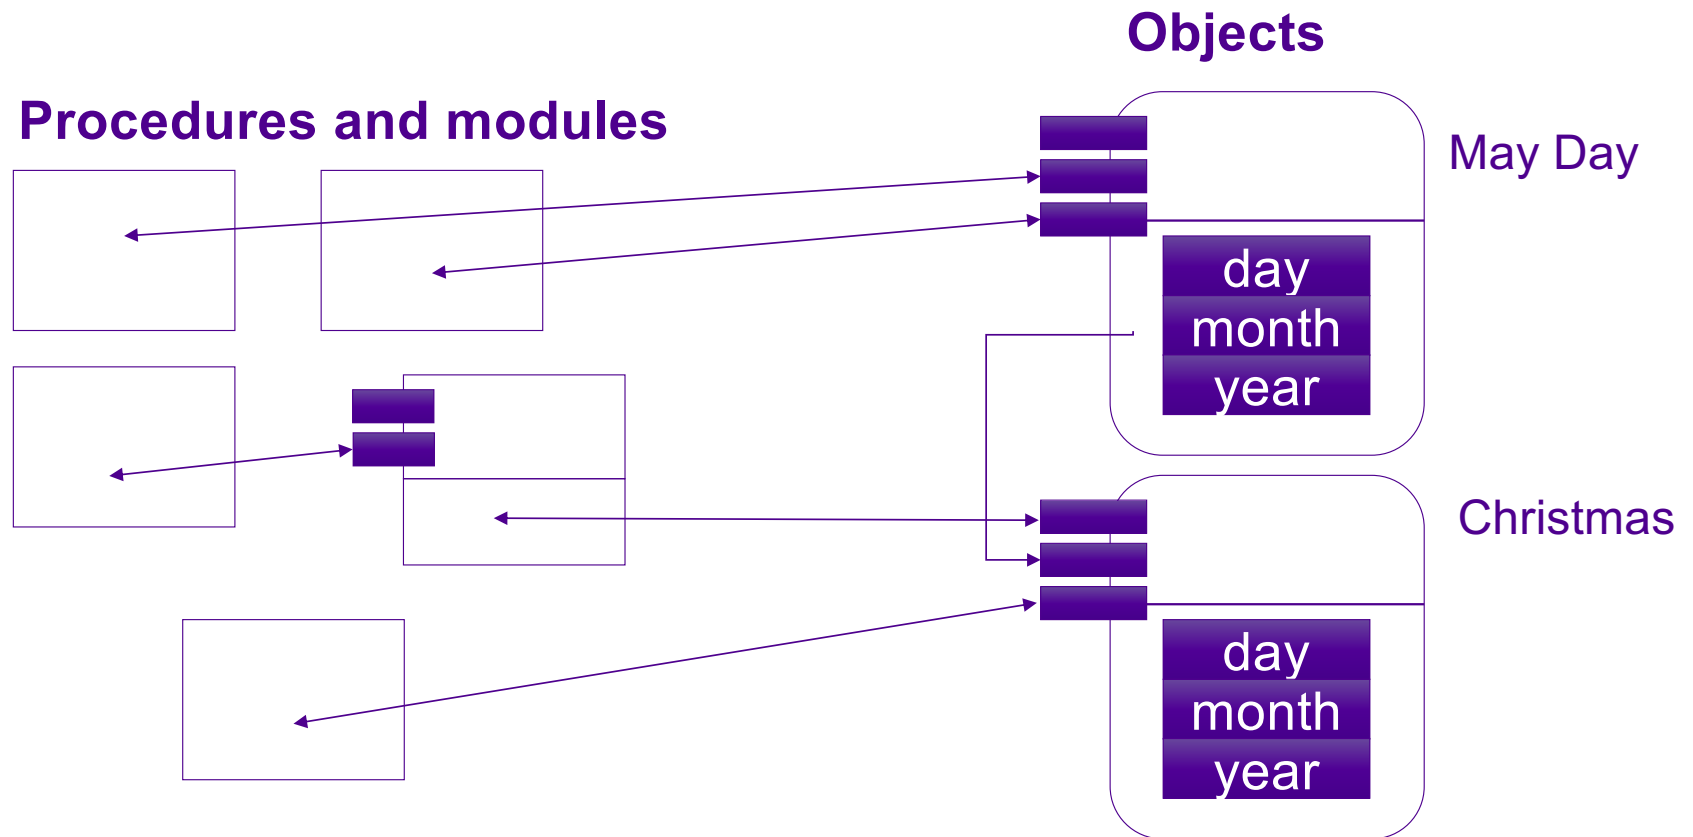 Objects
Procedures and modules
May Day
day
month
year
Christmas
day
month
year